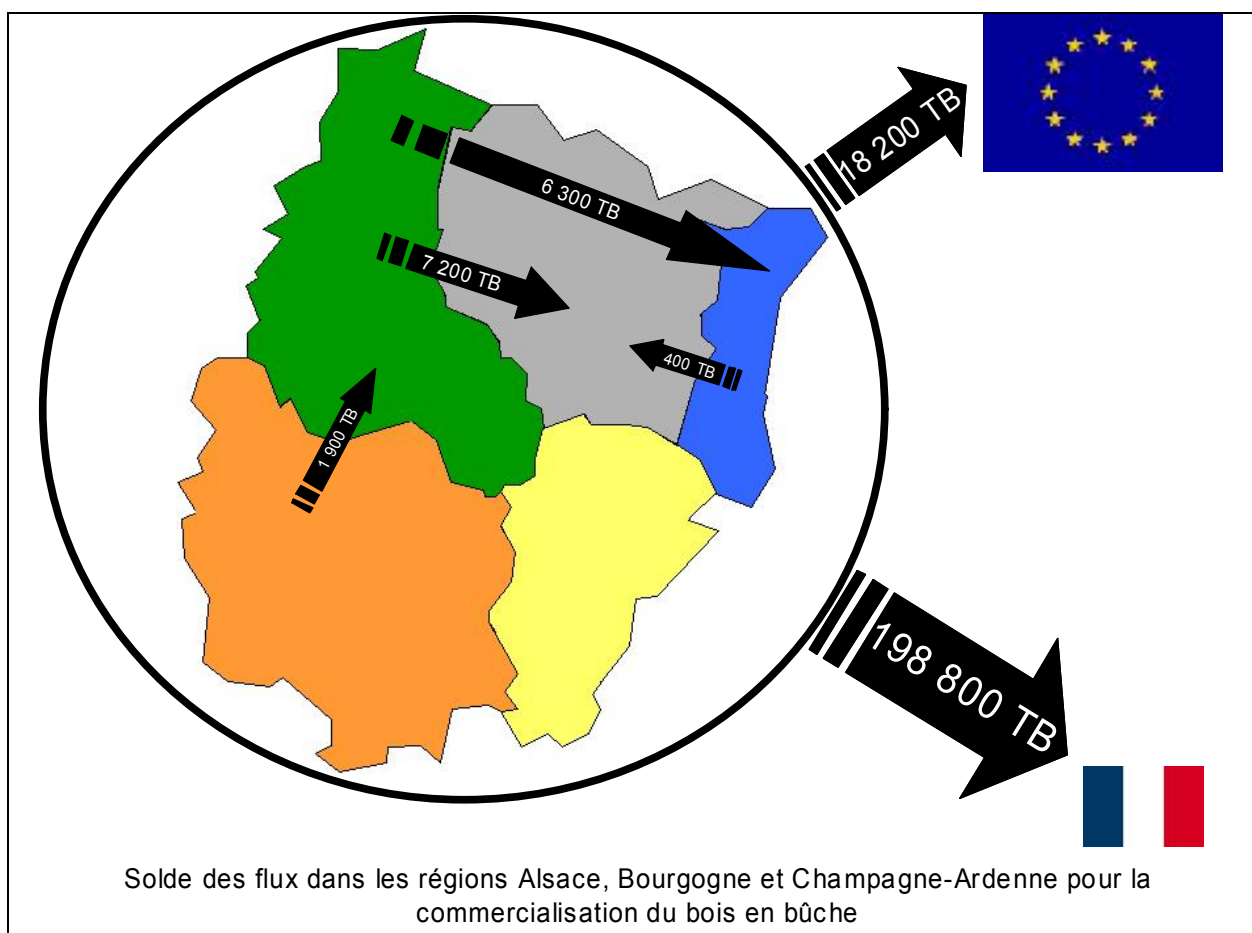 18 200 TB
6 300 TB
7 200 TB
400 TB
1 900 TB
198 800 TB
Solde des flux dans les régions Alsace, Bourgogne et Champagne-Ardenne pour la
commercialisation du bois en bûche